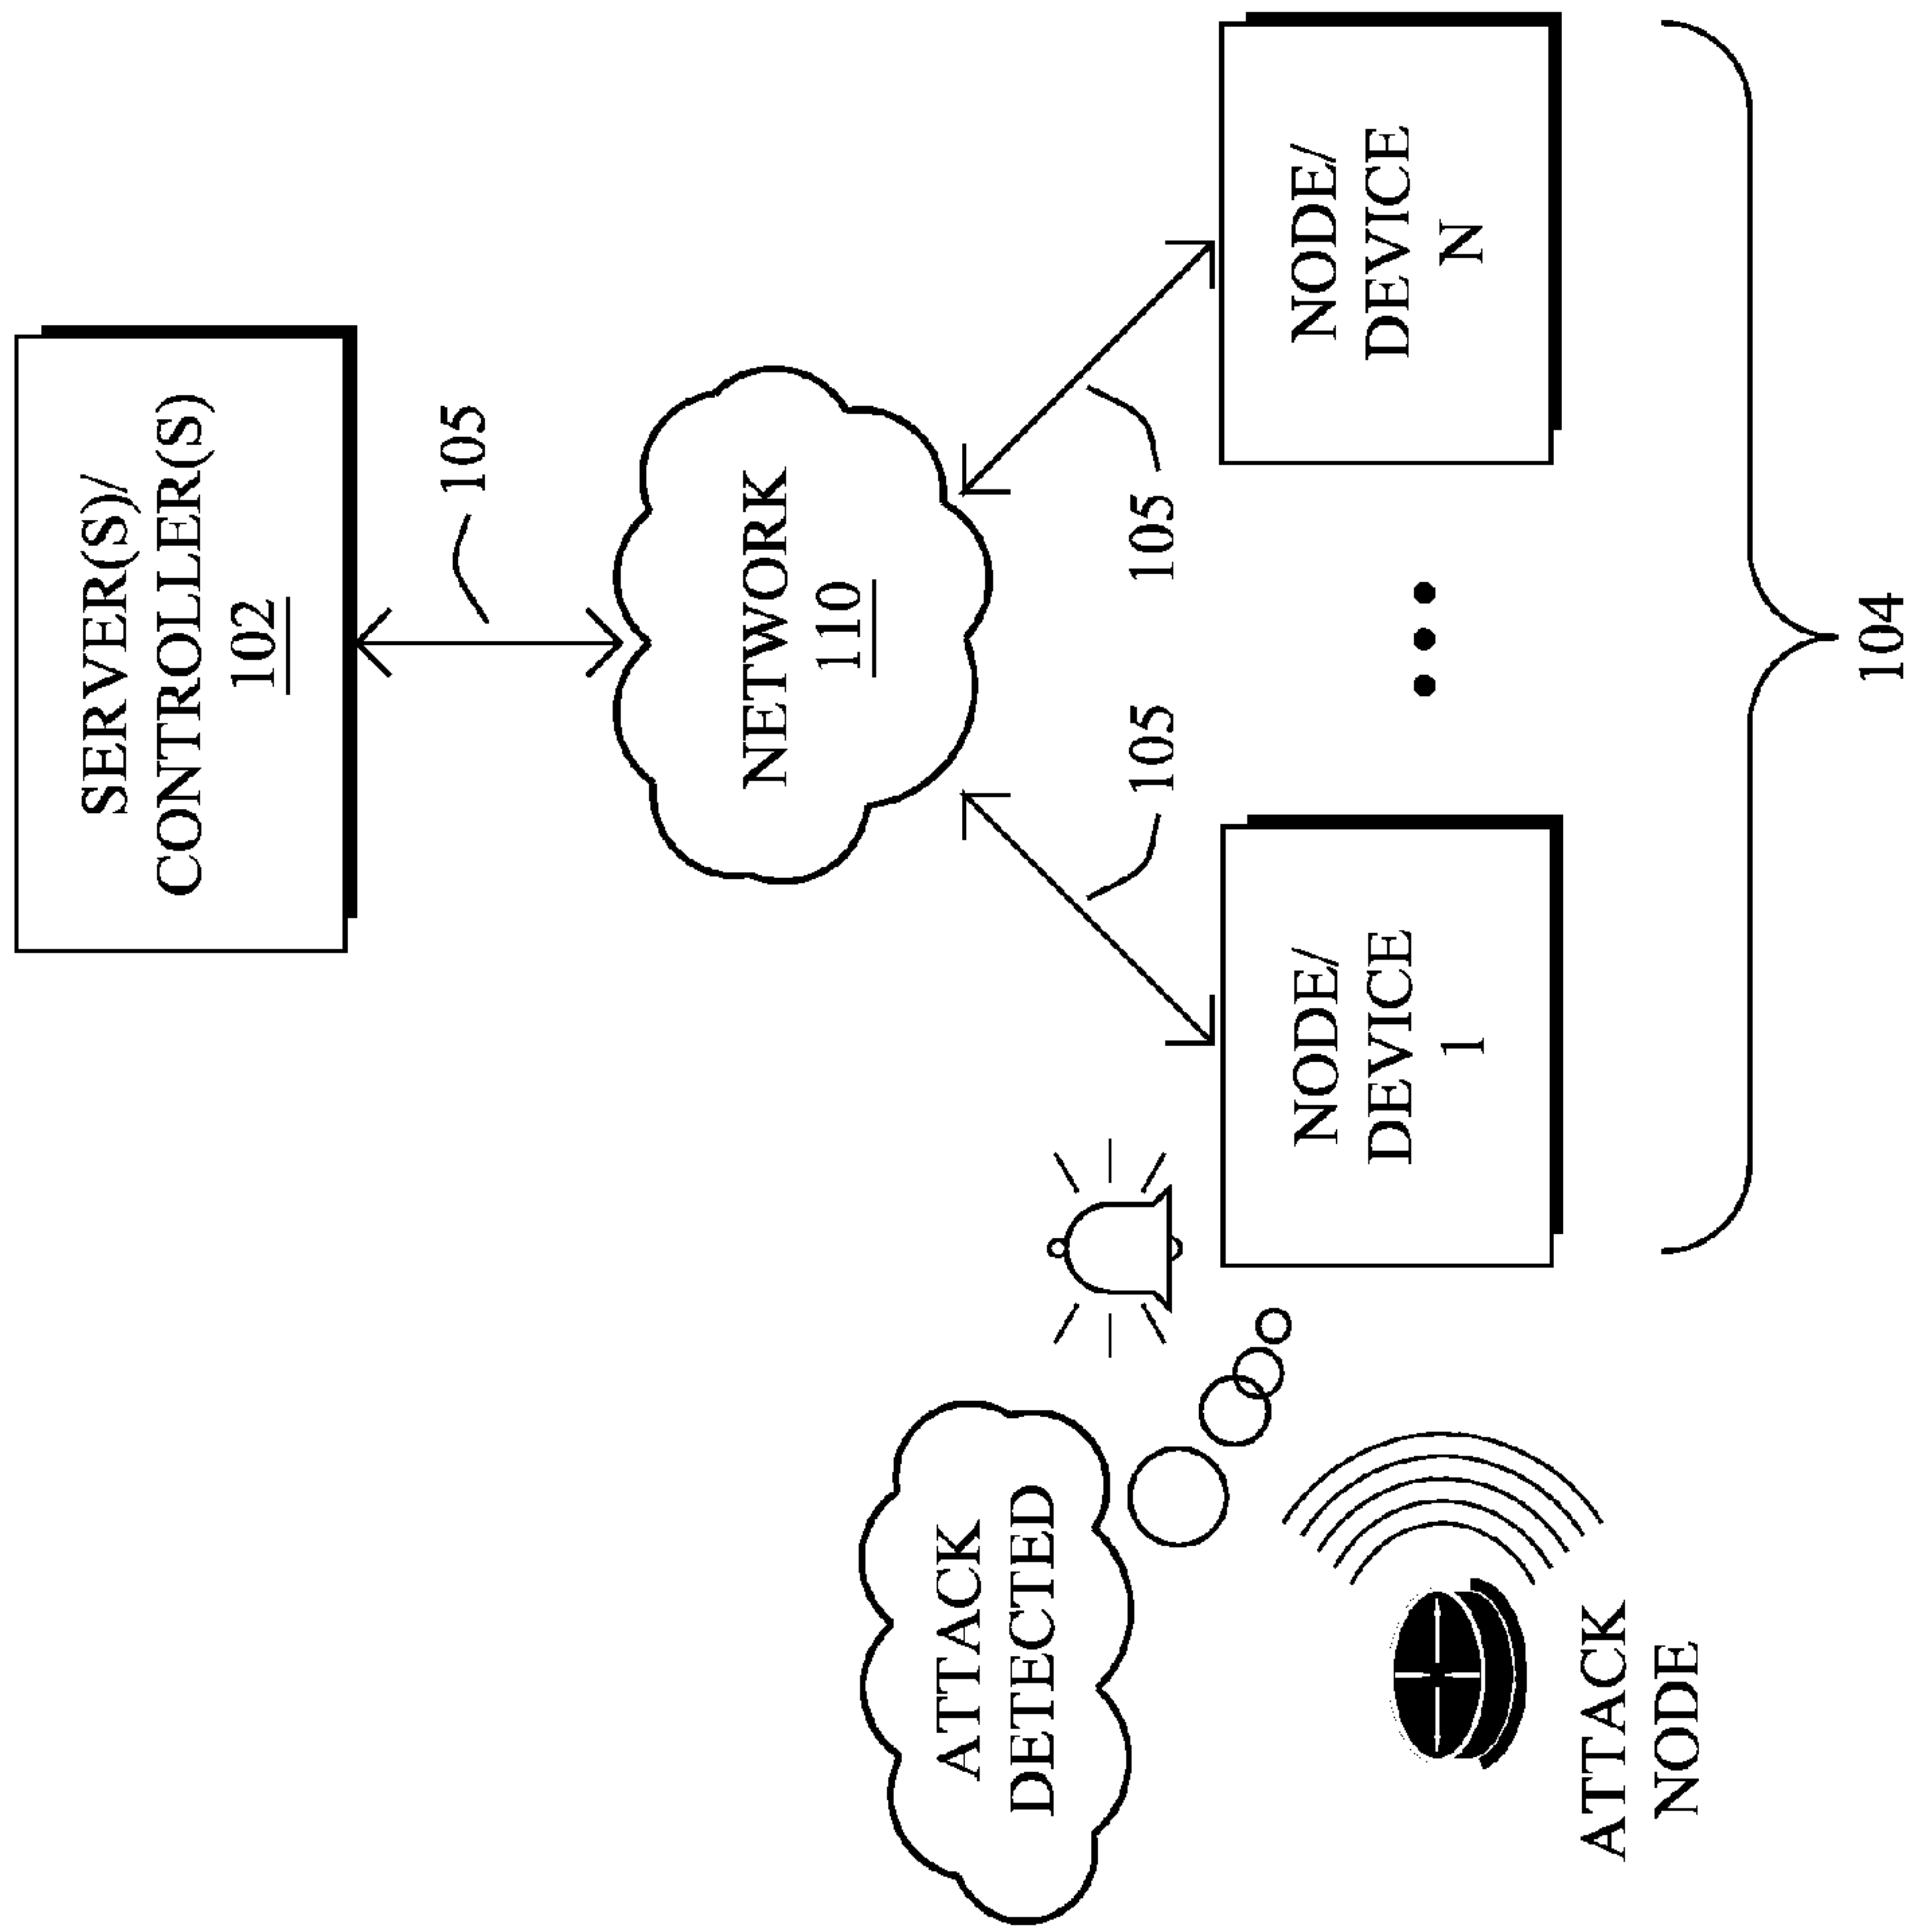 SERVER(S)/
CONTROLLER(S)
102
105
NETWORK
110
105
105
ATTACK
DETECTED
NODE/
DEVICE
1
NODE/
DEVICE
N
ATTACK
NODE
104